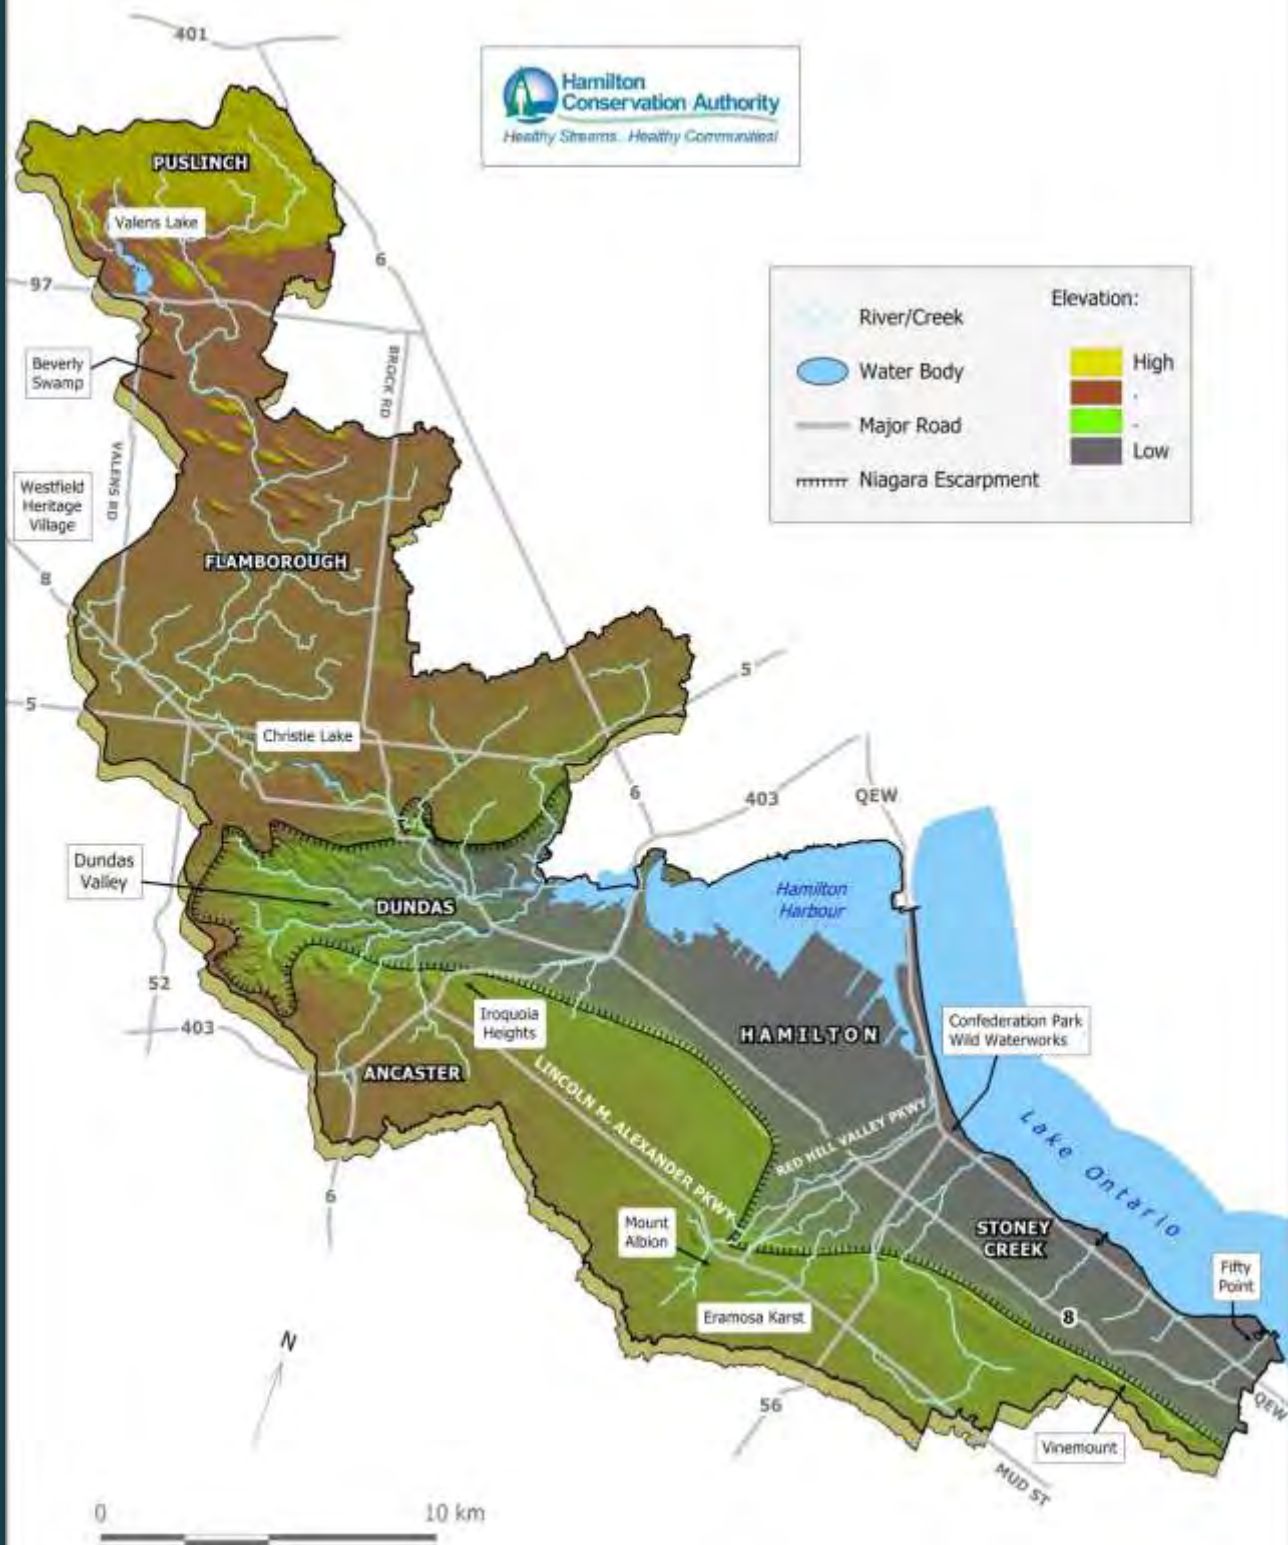 401
Hamilton
Conservation Authority
Healthy Streams... Healthy Communities!
PUSLINCH
Valens Lake
6
97
Elevation:
River/Creek
High
Water Body
.
Major Road
.
Low
Niagara Escarpment
Beverly
Swamp
BROCK RD
VALENS RD
Westfield
Heritage
Village
FLAMBOROUGH
8
5
5
Christie Lake
6
403
QEW
Dundas
Valley
DUNDAS
Hamilton
Harbour
52
403
Iroquoia
Heights
HAMILTON
Confederation Park
Wild Waterworks
ANCASTER
LINCOLN M. ALEXANDER PKWY
RED HILL VALLEY PKWY
Lake Ontario
6
Mount
Albion
STONEY
CREEK
Fifty
Point
Eramosa Karst
8
N
56
QEW
Vinemount
MUD ST
0 10 km